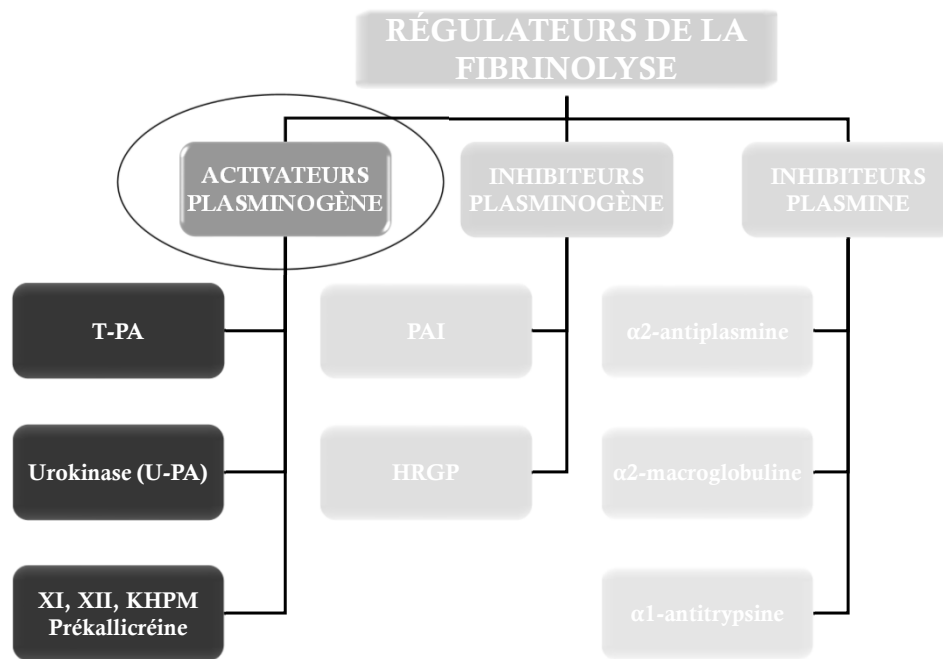 RÉGULATEURS DE LA
FIBRINOLYSE
ACTIVATEURS
PLASMINOGÈNE
INHIBITEURS
PLASMINOGÈNE
INHIBITEURS
PLASMINE
T-PA
PAI
α2-antiplasmine
Urokinase (U-PA)
HRGP
α2-macroglobuline
XI, XII, KHPM
Prékallicréine
α1-antitrypsine